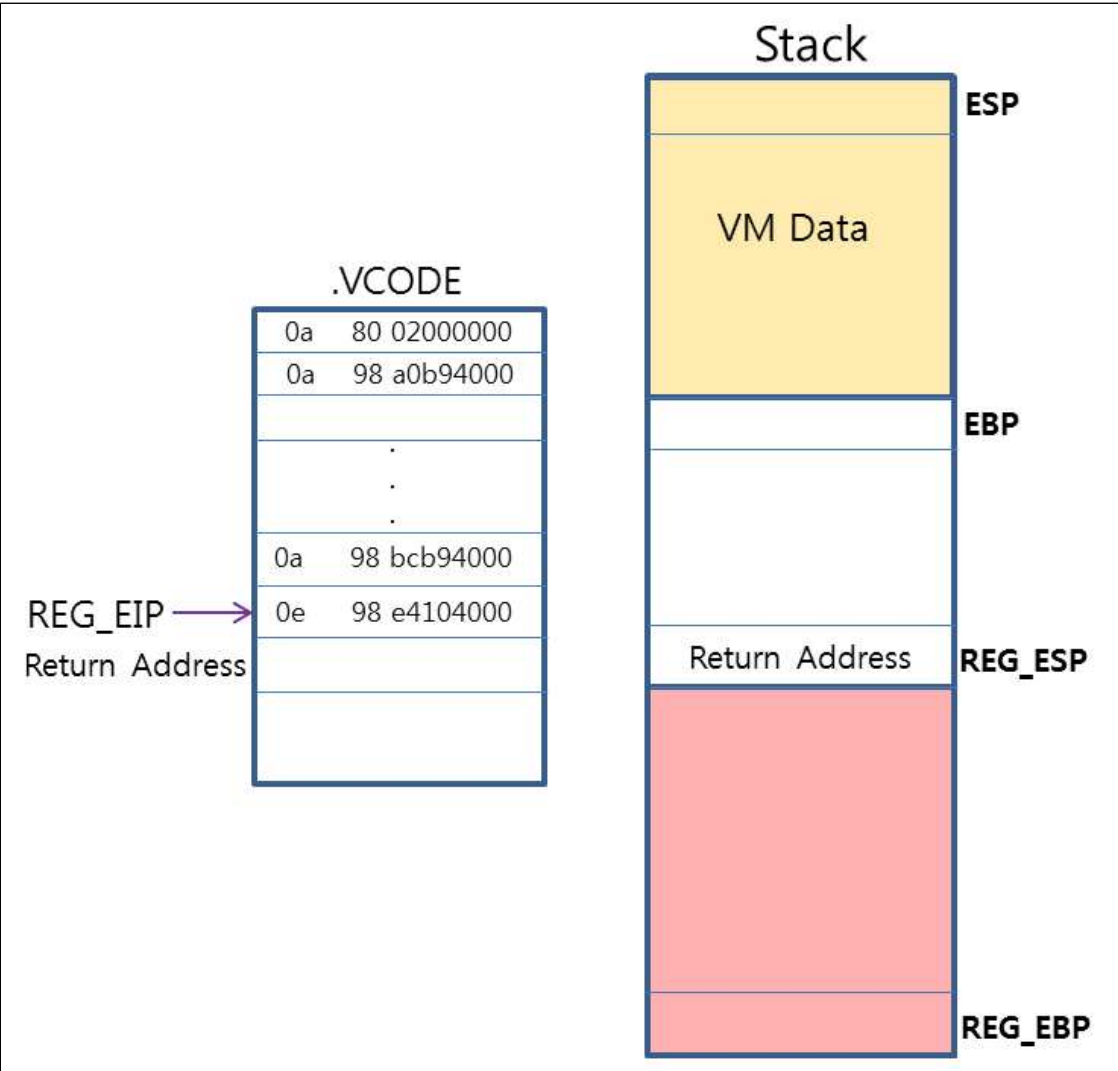 Stack
ESP
VM Data
.VCODE
0a 80 02000000
0a 98 a0b94000
EBP
.
.
.
0a 98 bcb94000
REG_EIP
0e 98 e4104000
Return Address
Return Address
REG_ESP
REG_EBP